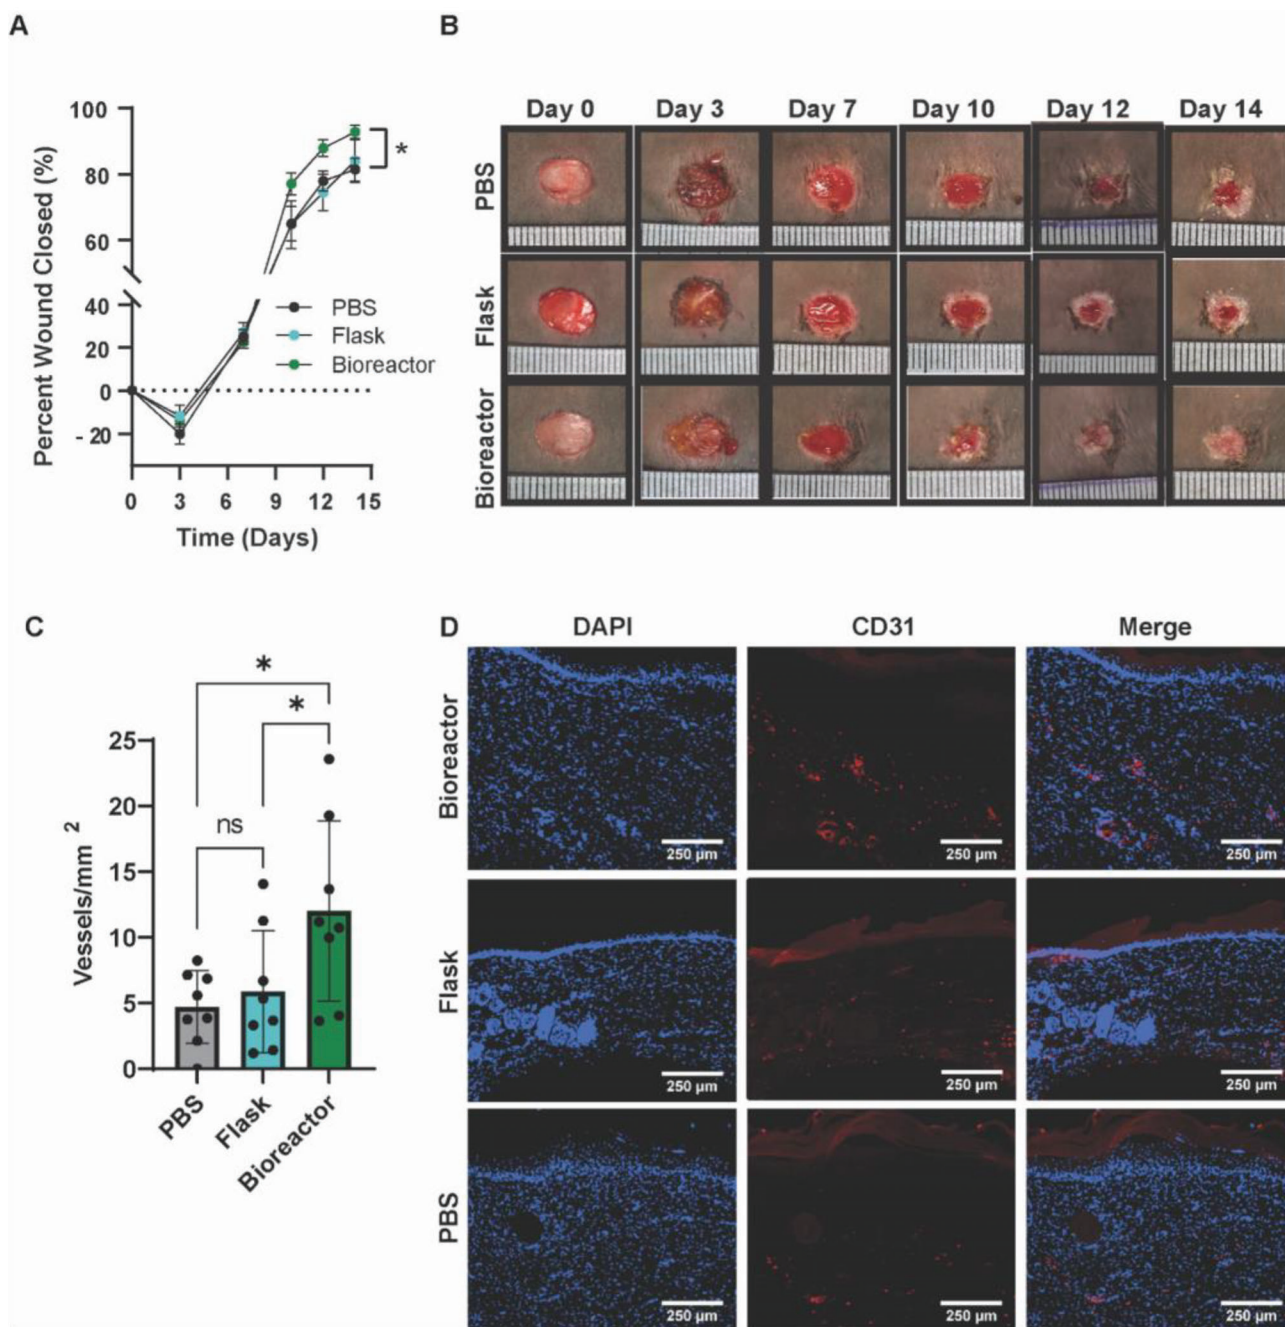 A
B
Percent Wound Closed (%)
100
80
60
40
20
0
- 20
PBS
Flask
Bioreactor
*
0 3 6 9 12 15
Time (Days)
Day 0 Day 3 Day 7 Day 10 Day 12 Day 14
PBS
Flask
Bioreactor
C
*
*
ns
Vessels/mm 2
25
20
15
10
5
0
PBS
Flask
Bioreactor
D
DAPI CD31 Merge
Bioreactor
250 µm 250 µm 250 µm
Flask
250 µm 250 µm 250 µm
PBS
250 µm 250 µm 250 µm